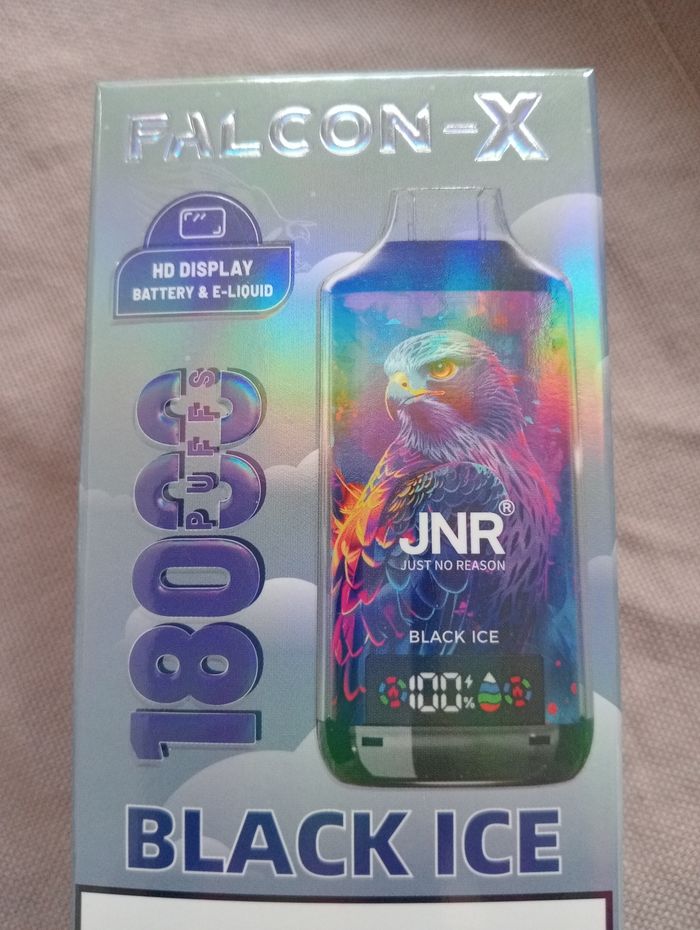 FALCON-X
HD DISPLAY
BATTERY & E-LIQUID
18000
PUFFS
JNR®
JUST NO REASON
BLACK ICE
100%
BLACK ICE